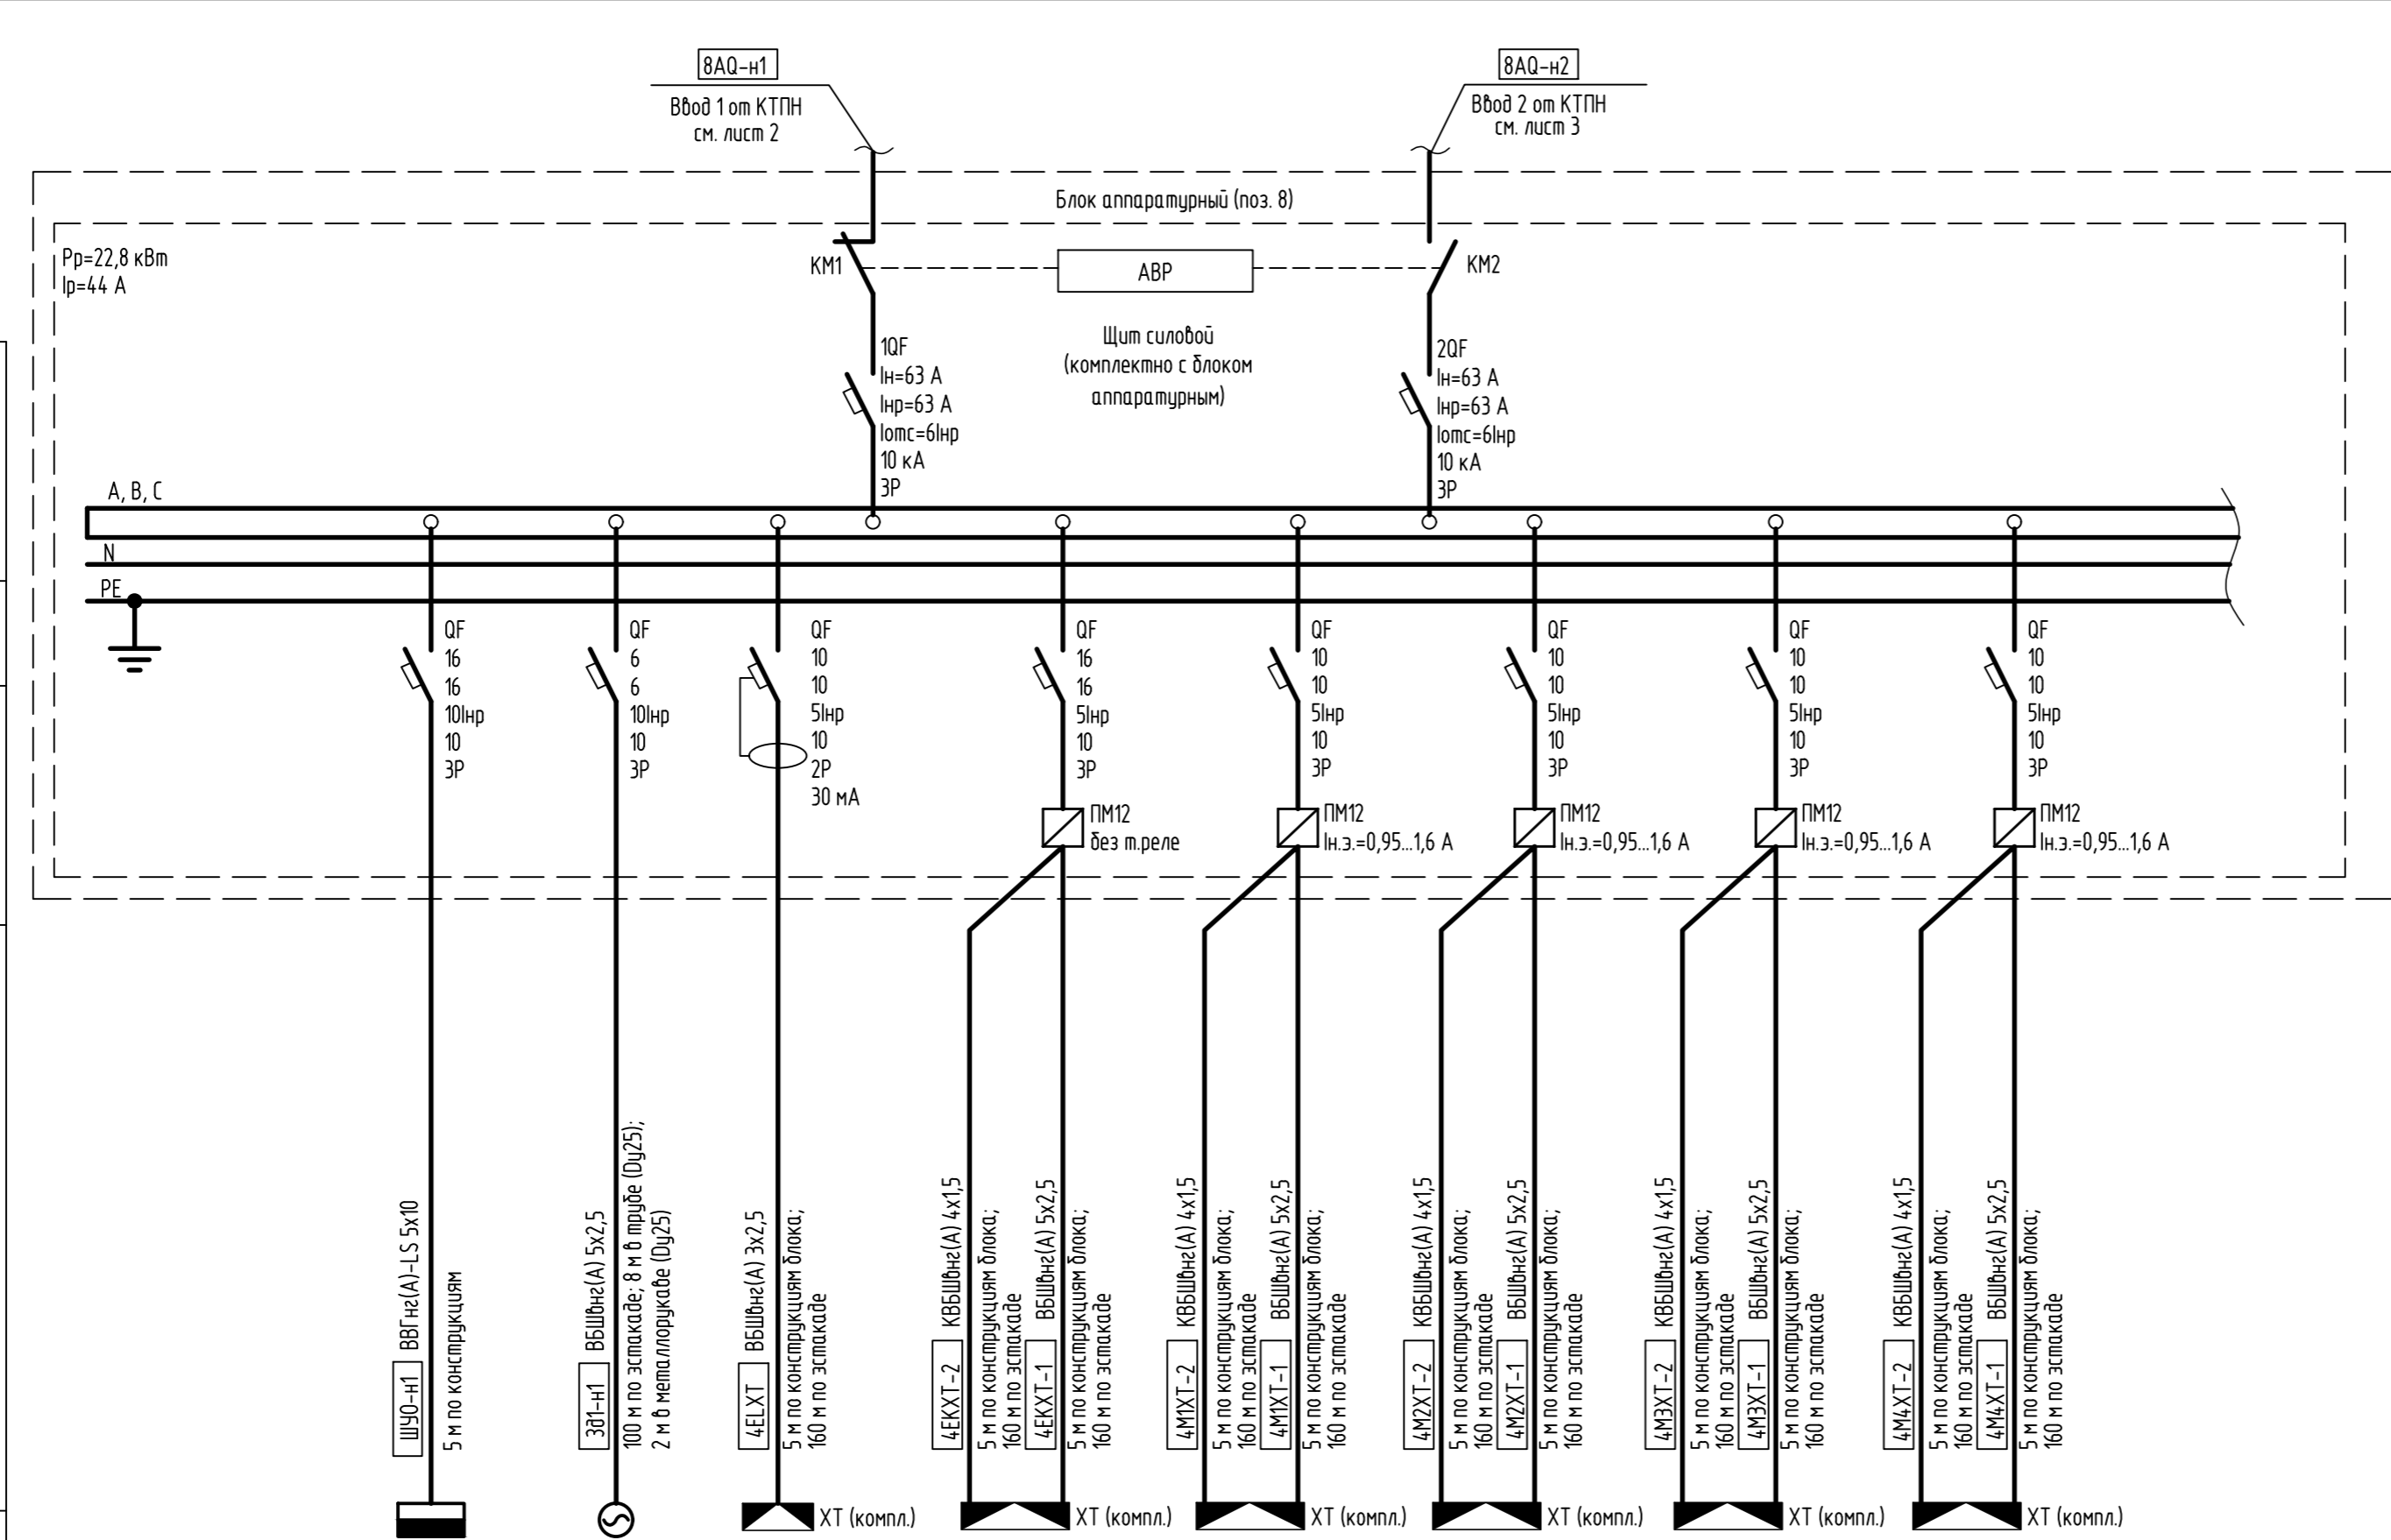 8AQ-н1
Ввод 1 от КТПН
см. лист 2
8AQ-н2
Ввод 2 от КТПН
см. лист 3
Блок аппаратурный (поз. 8)
Рр=22,8 кВт
Iр=44 А
КМ1
АВР
КМ2
Щит силовой
(комплектно с блоком
аппаратурным)
1QF
Iн=63 А
Iнр=63 А
Iотс=6Iнр
10 кА
3Р
2QF
Iн=63 А
Iнр=63 А
Iотс=6Iнр
10 кА
3Р
А, В, С
N
PE
QF
16
16
10Iнр
10
3Р
QF
6
6
10Iнр
10
3Р
QF
10
10
5Iнр
10
2Р
30 мА
QF
16
16
5Iнр
10
3Р
QF
10
10
5Iнр
10
3Р
QF
10
10
5Iнр
10
3Р
QF
10
10
5Iнр
10
3Р
QF
10
10
5Iнр
10
3Р
ПМ12
без т.реле
ПМ12
Iн.э.=0,95...1,6 А
ПМ12
Iн.э.=0,95...1,6 А
ПМ12
Iн.э.=0,95...1,6 А
ПМ12
Iн.э.=0,95...1,6 А
ШУО-н1 ВВГнг(А)-LS 5х10
5 м по конструкциям
3д1-н1 ВБШвнг(А) 5х2,5
100 м по эстакаде; 8 м в трубе (Dу25);
2 м в металлорукаве (Dу25)
4ELXT ВБШвнг(А) 3х2,5
5 м по конструкциям блока;
160 м по эстакаде
4EKXT-2 КВБШвнг(А) 4х1,5
5 м по конструкциям блока;
160 м по эстакаде
4EKXT-1 ВБШвнг(А) 5х2,5
5 м по конструкциям блока;
160 м по эстакаде
4M1XT-2 КВБШвнг(А) 4х1,5
5 м по конструкциям блока;
160 м по эстакаде
4M1XT-1 ВБШвнг(А) 5х2,5
5 м по конструкциям блока;
160 м по эстакаде
4M2XT-2 КВБШвнг(А) 4х1,5
5 м по конструкциям блока;
160 м по эстакаде
4M2XT-1 ВБШвнг(А) 5х2,5
5 м по конструкциям блока;
160 м по эстакаде
4M3XT-2 КВБШвнг(А) 4х1,5
5 м по конструкциям блока;
160 м по эстакаде
4M3XT-1 ВБШвнг(А) 5х2,5
5 м по конструкциям блока;
160 м по эстакаде
4M4XT-2 КВБШвнг(А) 4х1,5
5 м по конструкциям блока;
160 м по эстакаде
4M4XT-1 ВБШвнг(А) 5х2,5
5 м по конструкциям блока;
160 м по эстакаде
ХТ (компл.)
ХТ (компл.)
ХТ (компл.)
ХТ (компл.)
ХТ (компл.)
ХТ (компл.)